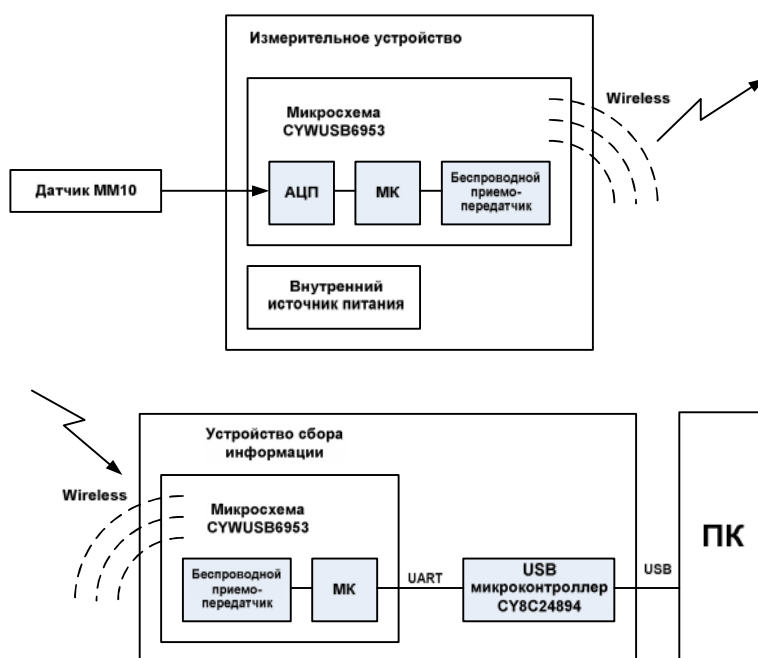 Измерительное устройство
Микросхема
CYWUSB6953
Wireless
Датчик ММ10
АЦП
МК
Беспроводной
приемо-
передатчик
Внутренний
источник питания
Устройство сбора
информации
Wireless
Микросхема
CYWUSB6953
Беспроводной
приемо-
передатчик
МК
UART
USB
микроконтроллер
CY8C24894
USB
ПК